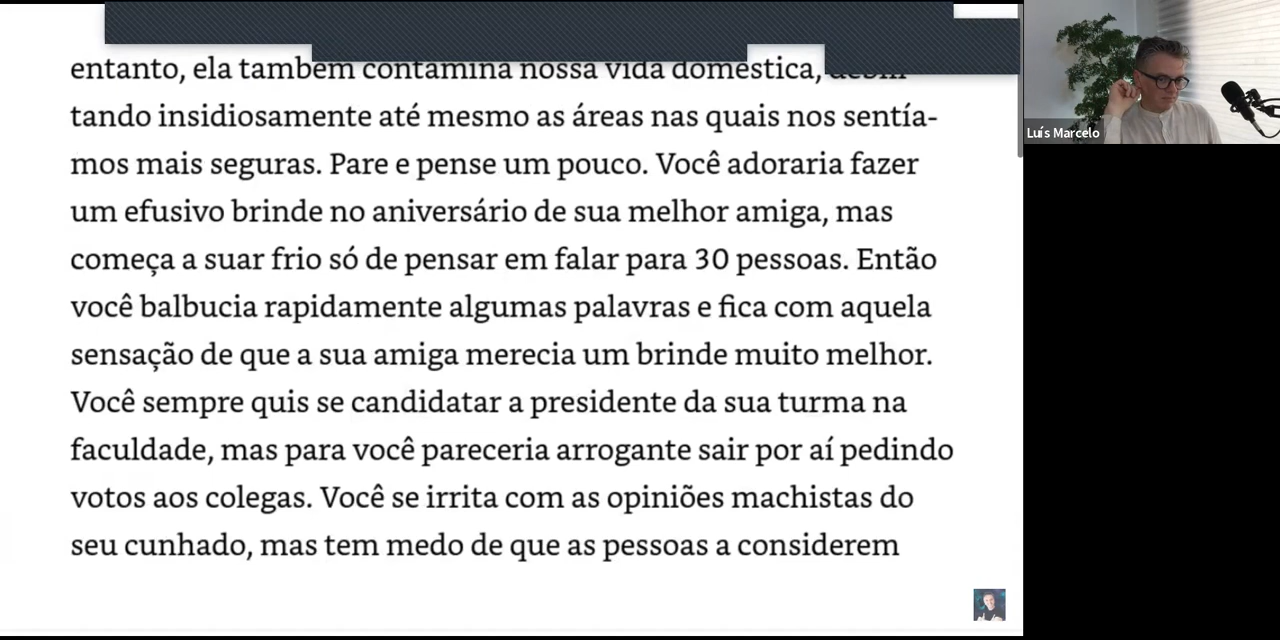 entanto, ela também contamina nossa vida doméstica,
tando insidiosamente até mesmo as áreas nas quais nos sentía-
mos mais seguras. Pare e pense um pouco. Você adoraria fazer
um efusivo brinde no aniversário de sua melhor amiga, mas
começa a suar frio só de pensar em falar para 30 pessoas. Então
você balbucia rapidamente algumas palavras e fica com aquela
sensação de que a sua amiga merecia um brinde muito melhor.
Você sempre quis se candidatar a presidente da sua turma na
faculdade, mas para você pareceria arrogante sair por aí pedindo
votos aos colegas. Você se irrita com as opiniões machistas do
seu cunhado, mas tem medo de que as pessoas a considerem
Luís Marcelo